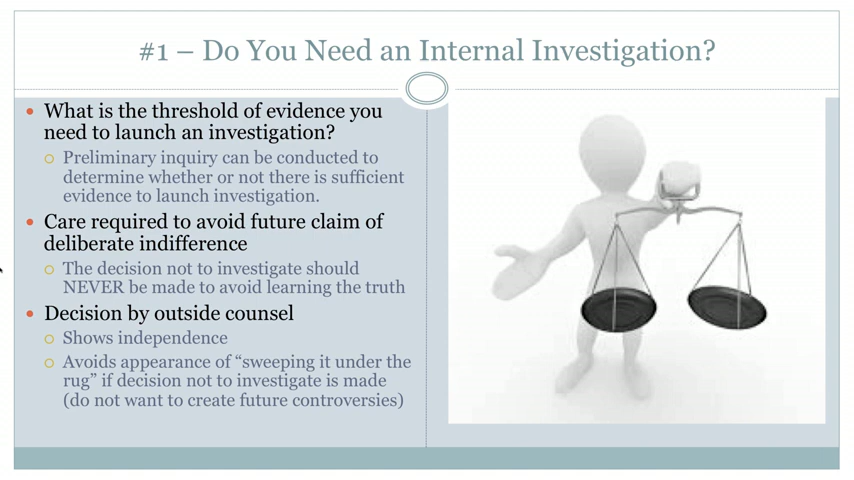 #1 – Do You Need an Internal Investigation?
What is the threshold of evidence you
need to launch an investigation?
Preliminary inquiry can be conducted to
determine whether or not there is sufficient
evidence to launch investigation.
Care required to avoid future claim of
deliberate indifference
The decision not to investigate should
NEVER be made to avoid learning the truth
Decision by outside counsel
Shows independence
Avoids appearance of “sweeping it under the
rug” if decision not to investigate is made
(do not want to create future controversies)